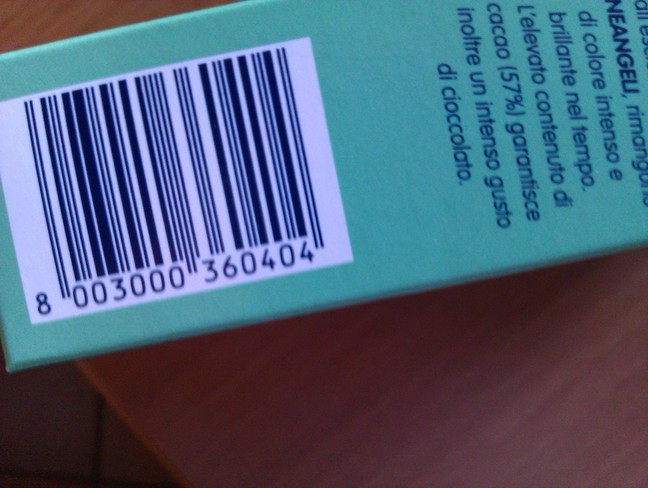 8 003000 360404
NEANGELI,
di colore intenso e
brillante nel tempo.
L'elevato contenuto di
cacao (57%) garantisce
inoltre un intenso gusto
di cioccolato.